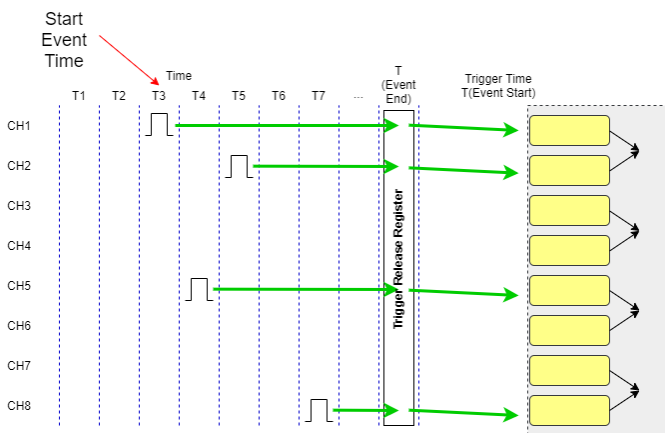 Start
Event
Time
Time
T
(Event
End)
Trigger Time
T(Event Start)
T1 T2 T3 T4 T5 T6 T7 ...
CH1
CH2
CH3
CH4
CH5
CH6
CH7
CH8
Trigger Release Register